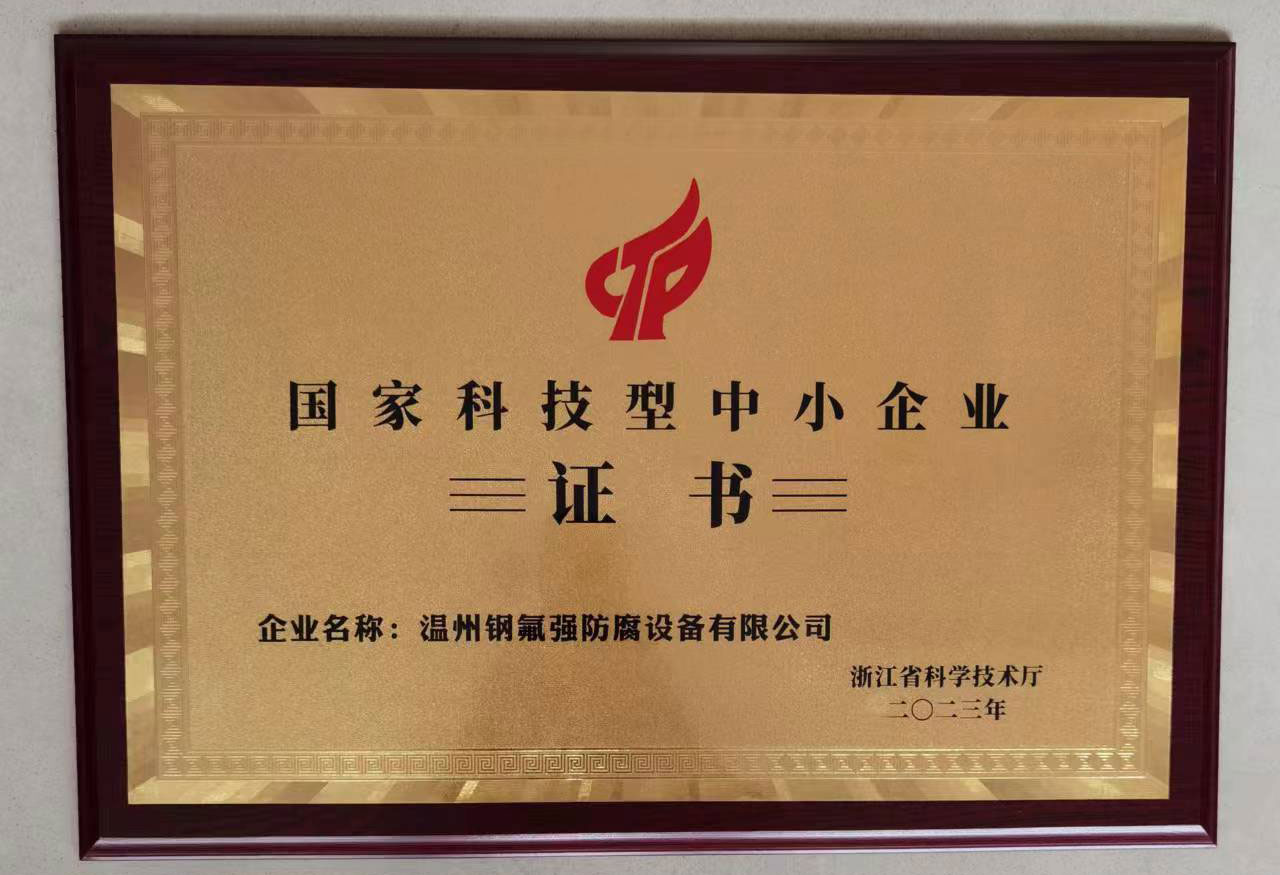 CTP
国家科技型中小企业
证书
企业名称：温州钢氟强防腐设备有限公司
浙江省科学技术厅
二〇二三年